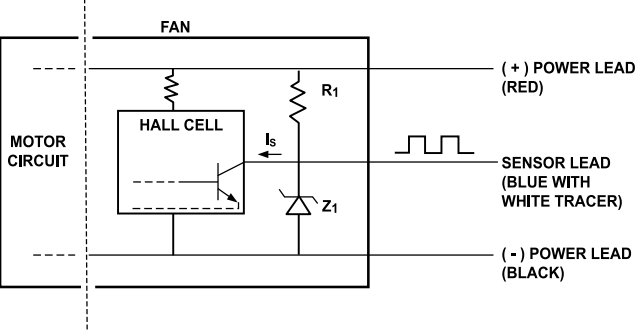 FAN
( + ) POWER LEAD
(RED)
R1
HALL CELL
MOTOR
CIRCUIT
IS
SENSOR LEAD
(BLUE WITH
WHITE TRACER)
Z1
( - ) POWER LEAD
(BLACK)